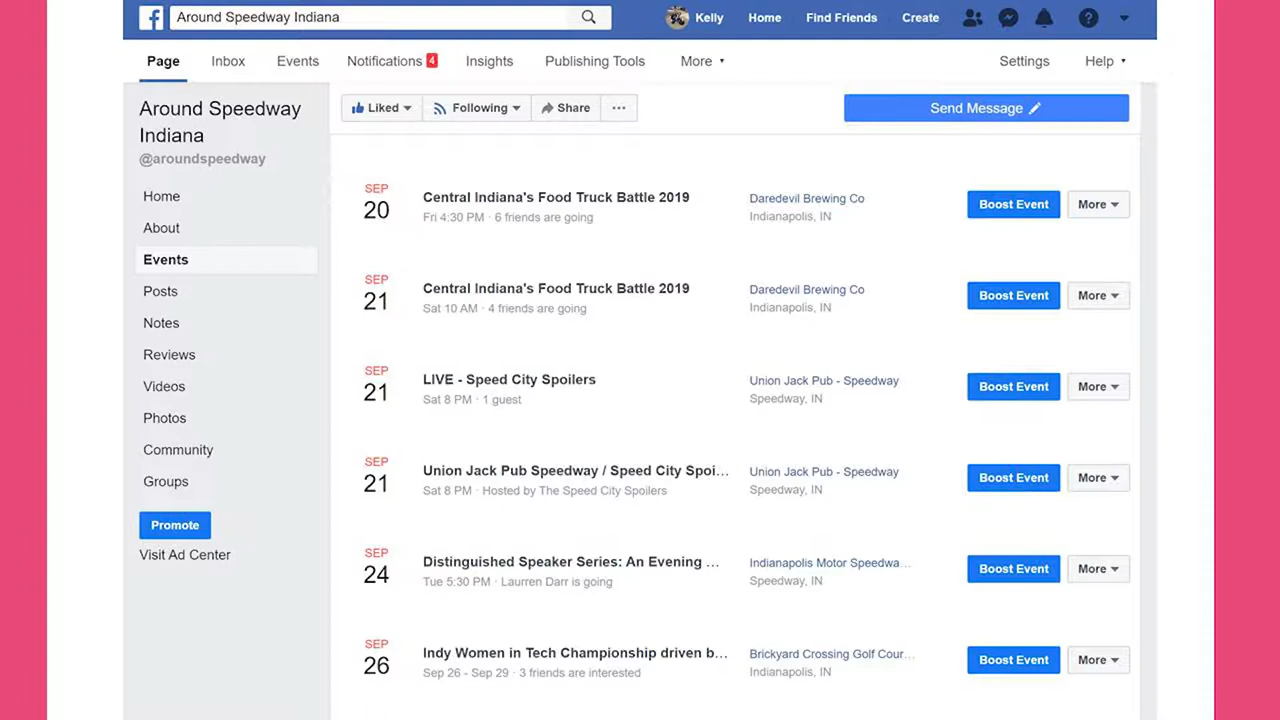 Around Speedway Indiana
Kelly Home Find Friends Create
Page Inbox Events Notifications 4 Insights Publishing Tools More Settings Help
Around Speedway
Indiana
@aroundspeedway
Home
About
Events
Posts
Notes
Reviews
Videos
Photos
Community
Groups
Promote
Visit Ad Center
Liked Following Share ... Send Message
SEP
20
Central Indiana's Food Truck Battle 2019
Fri 4:30 PM · 6 friends are going
Daredevil Brewing Co
Indianapolis, IN
Boost Event More
SEP
21
Central Indiana's Food Truck Battle 2019
Sat 10 AM · 4 friends are going
Daredevil Brewing Co
Indianapolis, IN
Boost Event More
SEP
21
LIVE - Speed City Spoilers
Sat 8 PM · 1 guest
Union Jack Pub - Speedway
Speedway, IN
Boost Event More
SEP
21
Union Jack Pub Speedway / Speed City Spoi...
Sat 8 PM · Hosted by The Speed City Spoilers
Union Jack Pub - Speedway
Speedway, IN
Boost Event More
SEP
24
Distinguished Speaker Series: An Evening ...
Tue 5:30 PM · Laurren Darr is going
Indianapolis Motor Speedwa...
Speedway, IN
Boost Event More
SEP
26
Indy Women in Tech Championship driven b...
Sep 26 - Sep 29 · 3 friends are interested
Brickyard Crossing Golf Cour...
Indianapolis, IN
Boost Event More